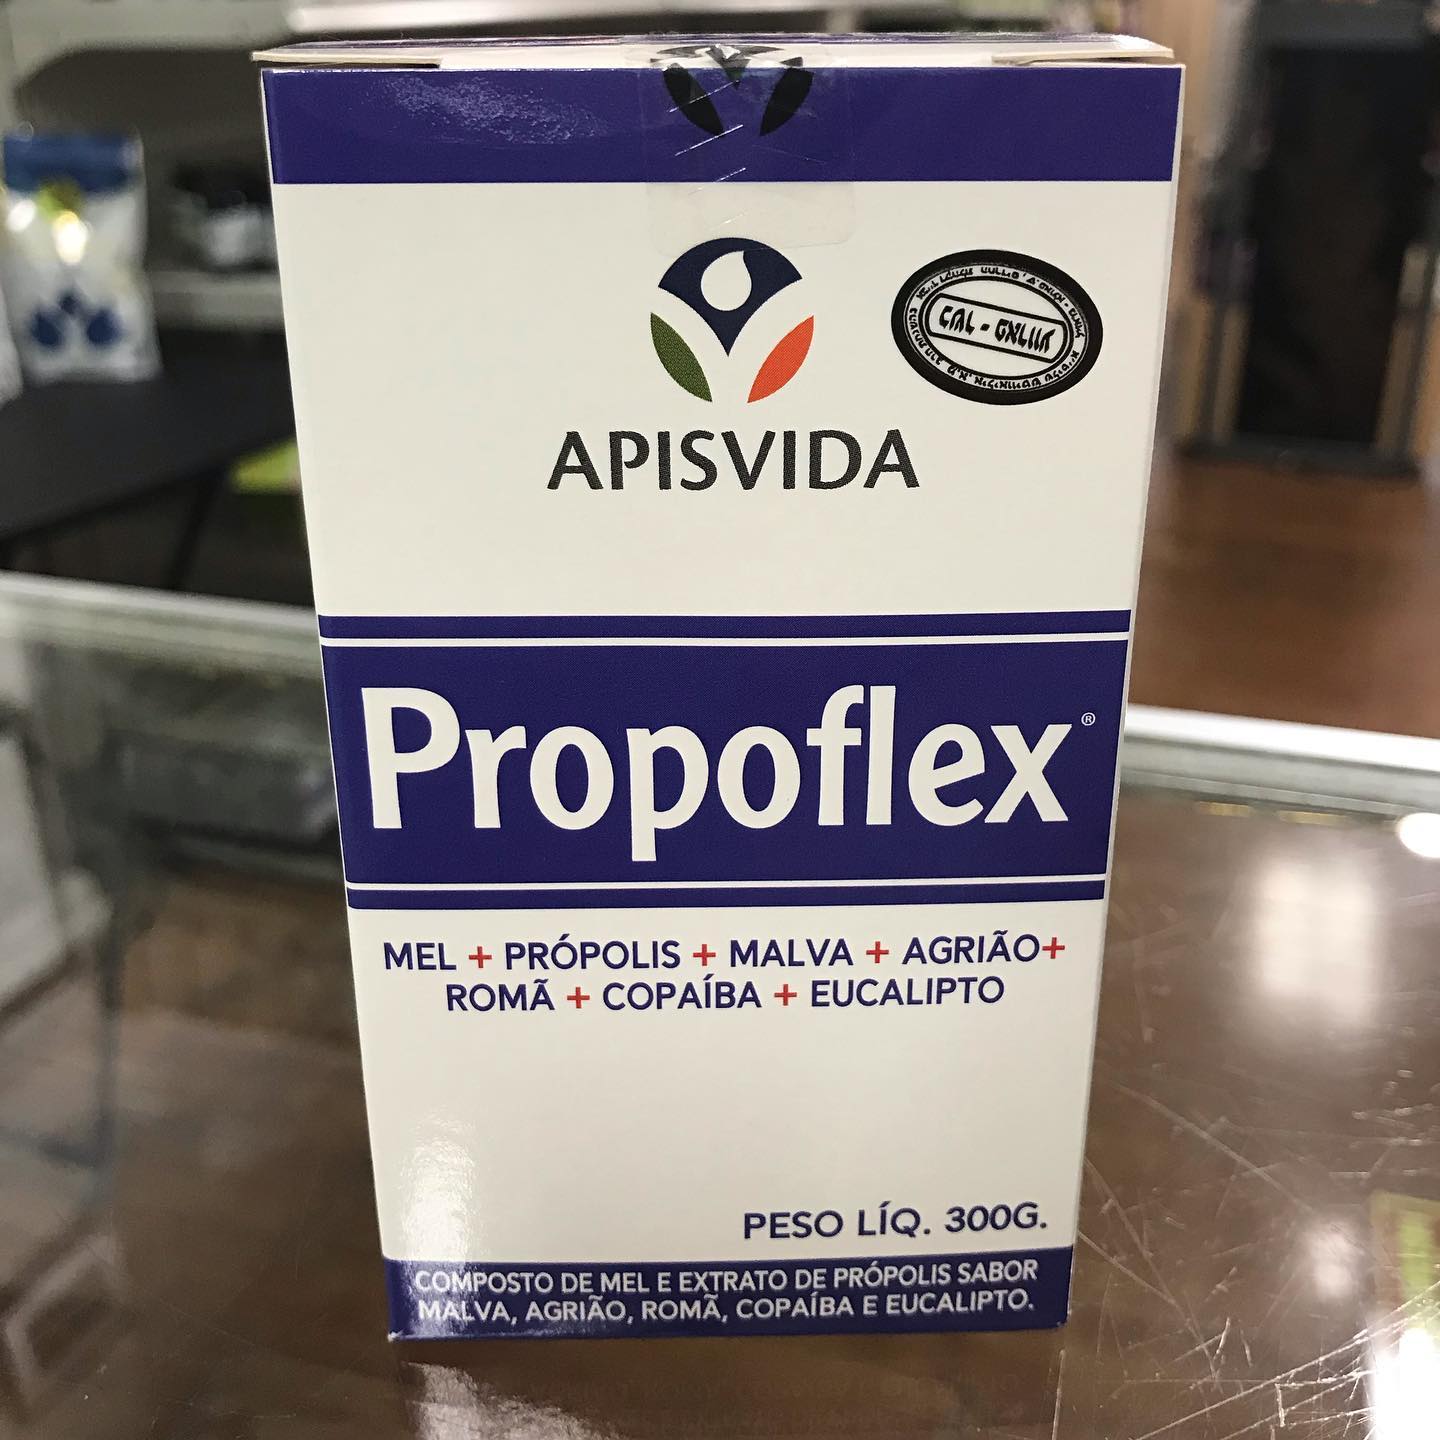 APISVIDA
Propoflex®
MEL + PRÓPOLIS + MALVA + AGRIÃO+
ROMÃ + COPAÍBA + EUCALIPTO
PESO LÍQ. 300G.
COMPOSTO DE MEL E EXTRATO DE PRÓPOLIS SABOR
MALVA, AGRIÃO, ROMÃ, COPAÍBA E EUCALIPTO.